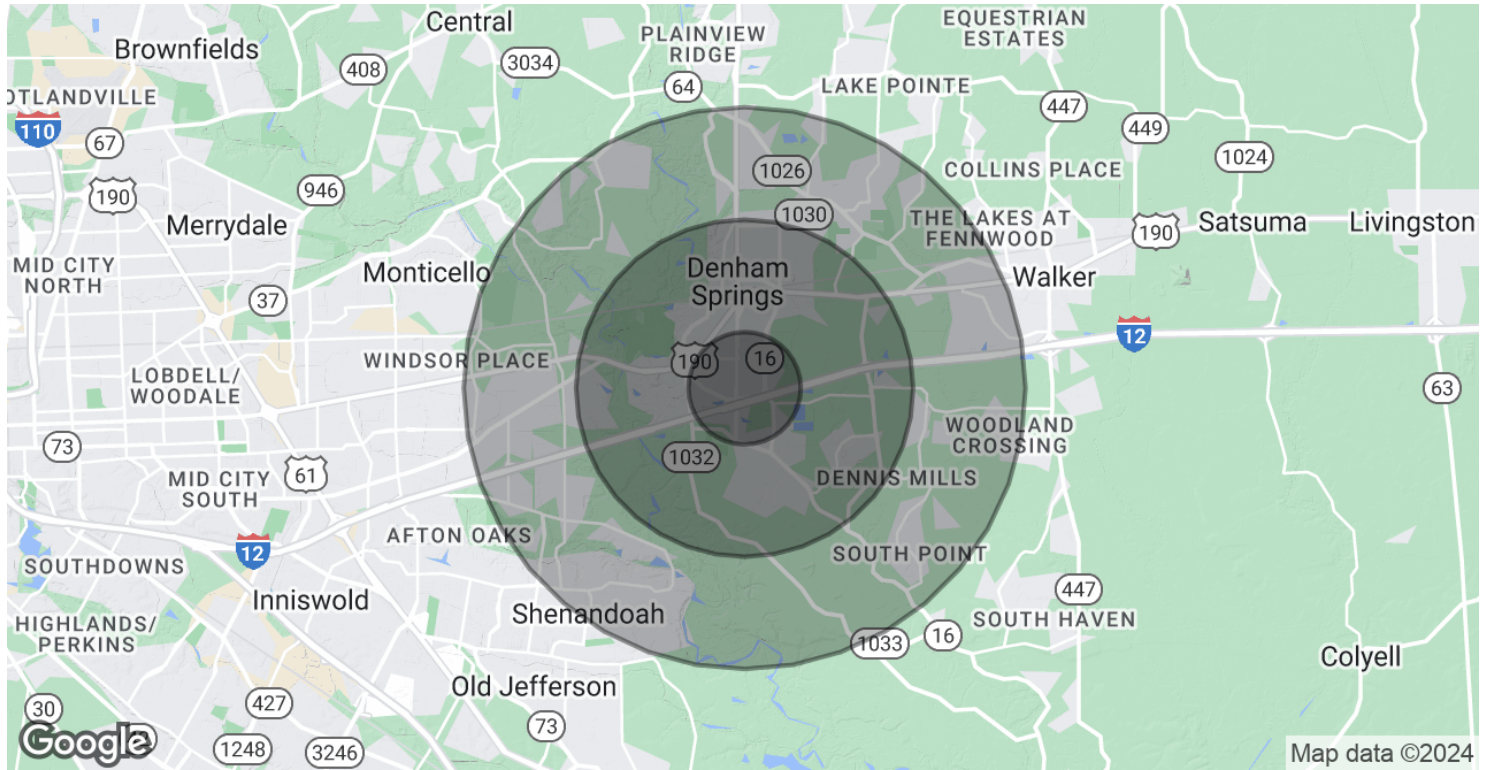 Central
EQUESTRIAN
ESTATES
Brownfields
PLAINVIEW
RIDGE
408
3034
64
LAKE POINTE
OTLANDVILLE
447
110
67
449
1024
1026
COLLINS PLACE
190
946
1030
THE LAKES AT
FENNWOOD
Merrydale
190
Satsuma
Livingston
MID CITY
NORTH
Monticello
Denham
Springs
Walker
37
12
WINDSOR PLACE
190
16
LOBDELL/
WOODALE
63
73
WOODLAND
CROSSING
1032
61
MID CITY
SOUTH
DENNIS MILLS
AFTON OAKS
12
SOUTH POINT
SOUTHDOWNS
Inniswold
Shenandoah
447
SOUTH HAVEN
HIGHLANDS/
PERKINS
1033
16
Colyell
Old Jefferson
427
30
73
Google
1248
3246
Map data ©2024